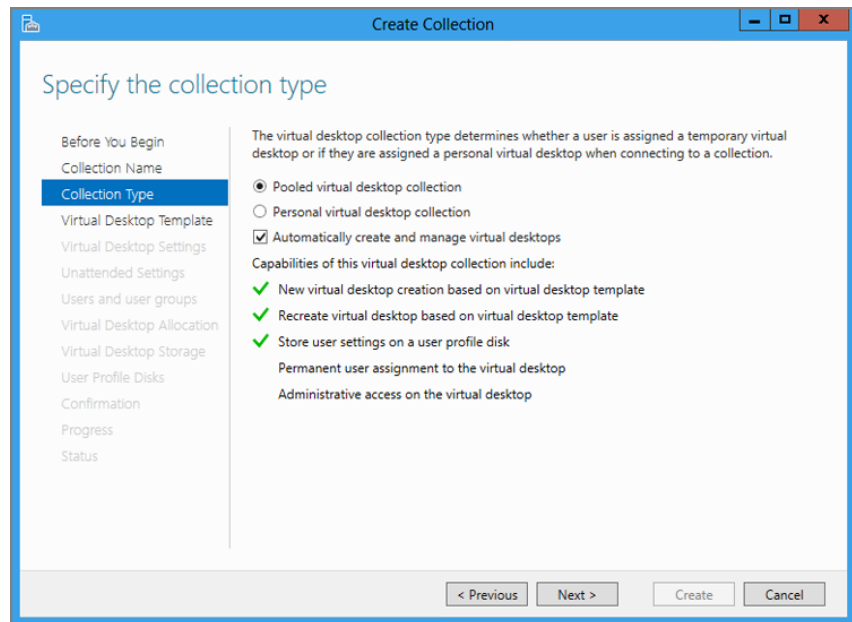 Create Collection
Specify the collection type
Before You Begin
Collection Name
Collection Type
Virtual Desktop Template
Virtual Desktop Settings
Unattended Settings
Users and user groups
Virtual Desktop Allocation
Virtual Desktop Storage
User Profile Disks
Confirmation
Progress
Status
The virtual desktop collection type determines whether a user is assigned a temporary virtual
desktop or if they are assigned a personal virtual desktop when connecting to a collection.
Pooled virtual desktop collection
Personal virtual desktop collection
Automatically create and manage virtual desktops
Capabilities of this virtual desktop collection include:
New virtual desktop creation based on virtual desktop template
Recreate virtual desktop based on virtual desktop template
Store user settings on a user profile disk
Permanent user assignment to the virtual desktop
Administrative access on the virtual desktop
< Previous
Next >
Create
Cancel